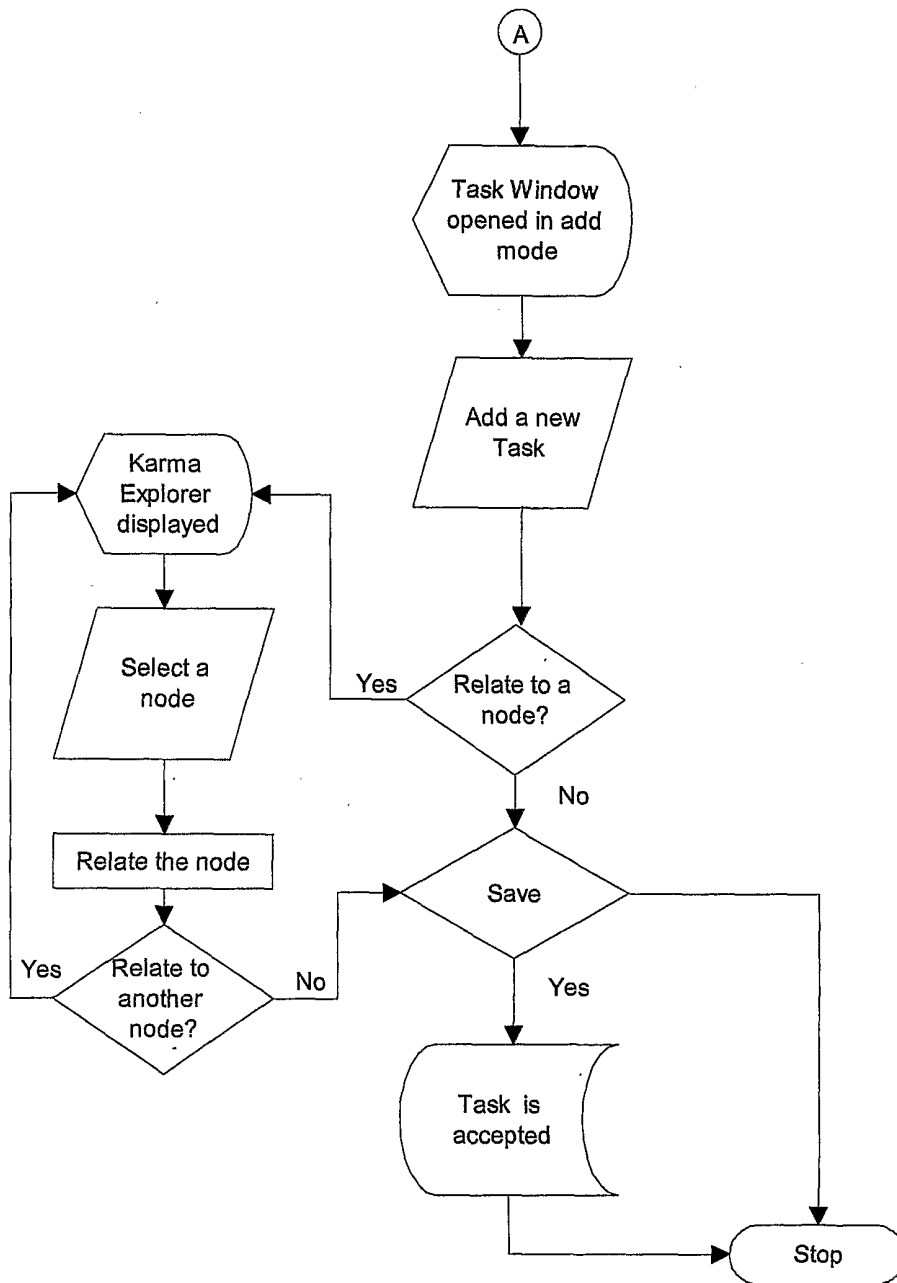 A
Task Window
opened in add
mode
Add a new
Task
Karma
Explorer
displayed
Select a
node
Yes
Relate to a
node?
No
Relate the node
Save
Yes
Relate to
another
node?
No
Yes
Task is
accepted
Stop